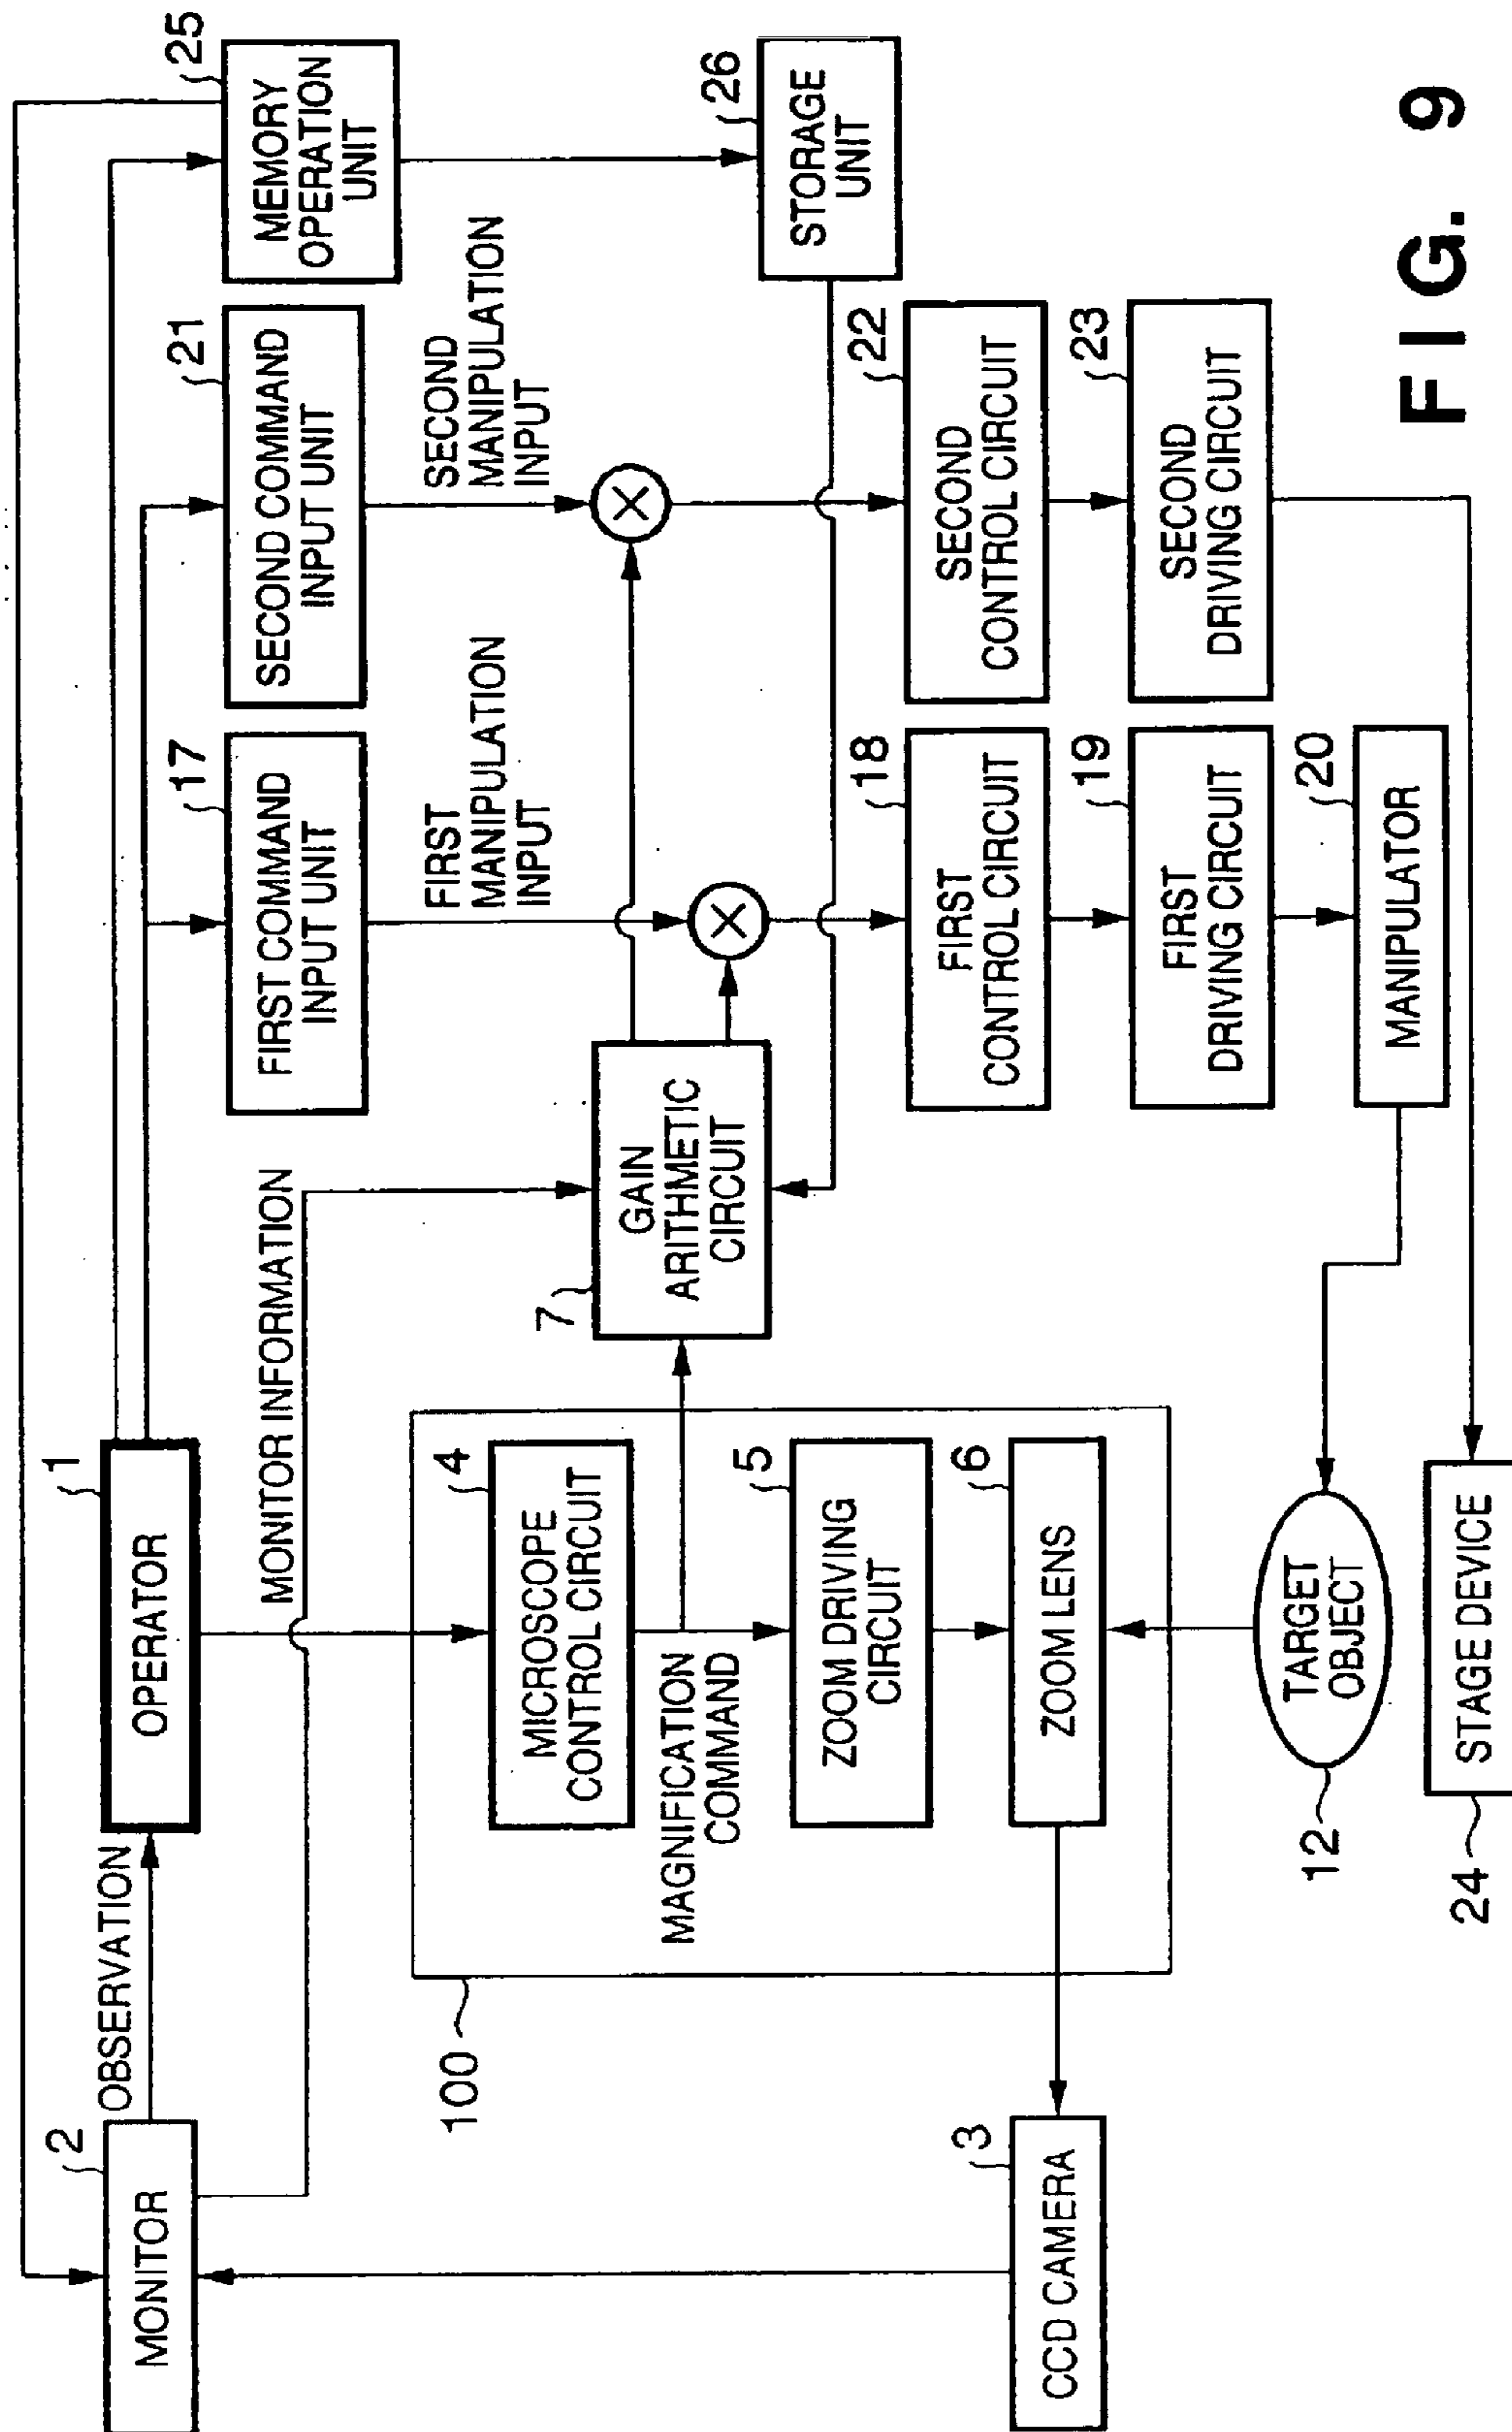 2
MONITOR
OBSERVATION
1
OPERATOR
MONITOR INFORMATION
17
FIRST COMMAND
INPUT UNIT
21
SECOND COMMAND
INPUT UNIT
25
MEMORY
OPERATION
UNIT
FIRST
MANIPULATION
INPUT
SECOND
MANIPULATION
INPUT
100
4
MICROSCOPE
CONTROL CIRCUIT
MAGNIFICATION
COMMAND
7
GAIN
ARITHMETIC
CIRCUIT
×
×
26
STORAGE
UNIT
5
ZOOM DRIVING
CIRCUIT
18
FIRST
CONTROL CIRCUIT
22
SECOND
CONTROL CIRCUIT
3
CCD CAMERA
6
ZOOM LENS
19
FIRST
DRIVING CIRCUIT
23
SECOND
DRIVING CIRCUIT
12
TARGET
OBJECT
20
MANIPULATOR
24
STAGE DEVICE
FIG. 9